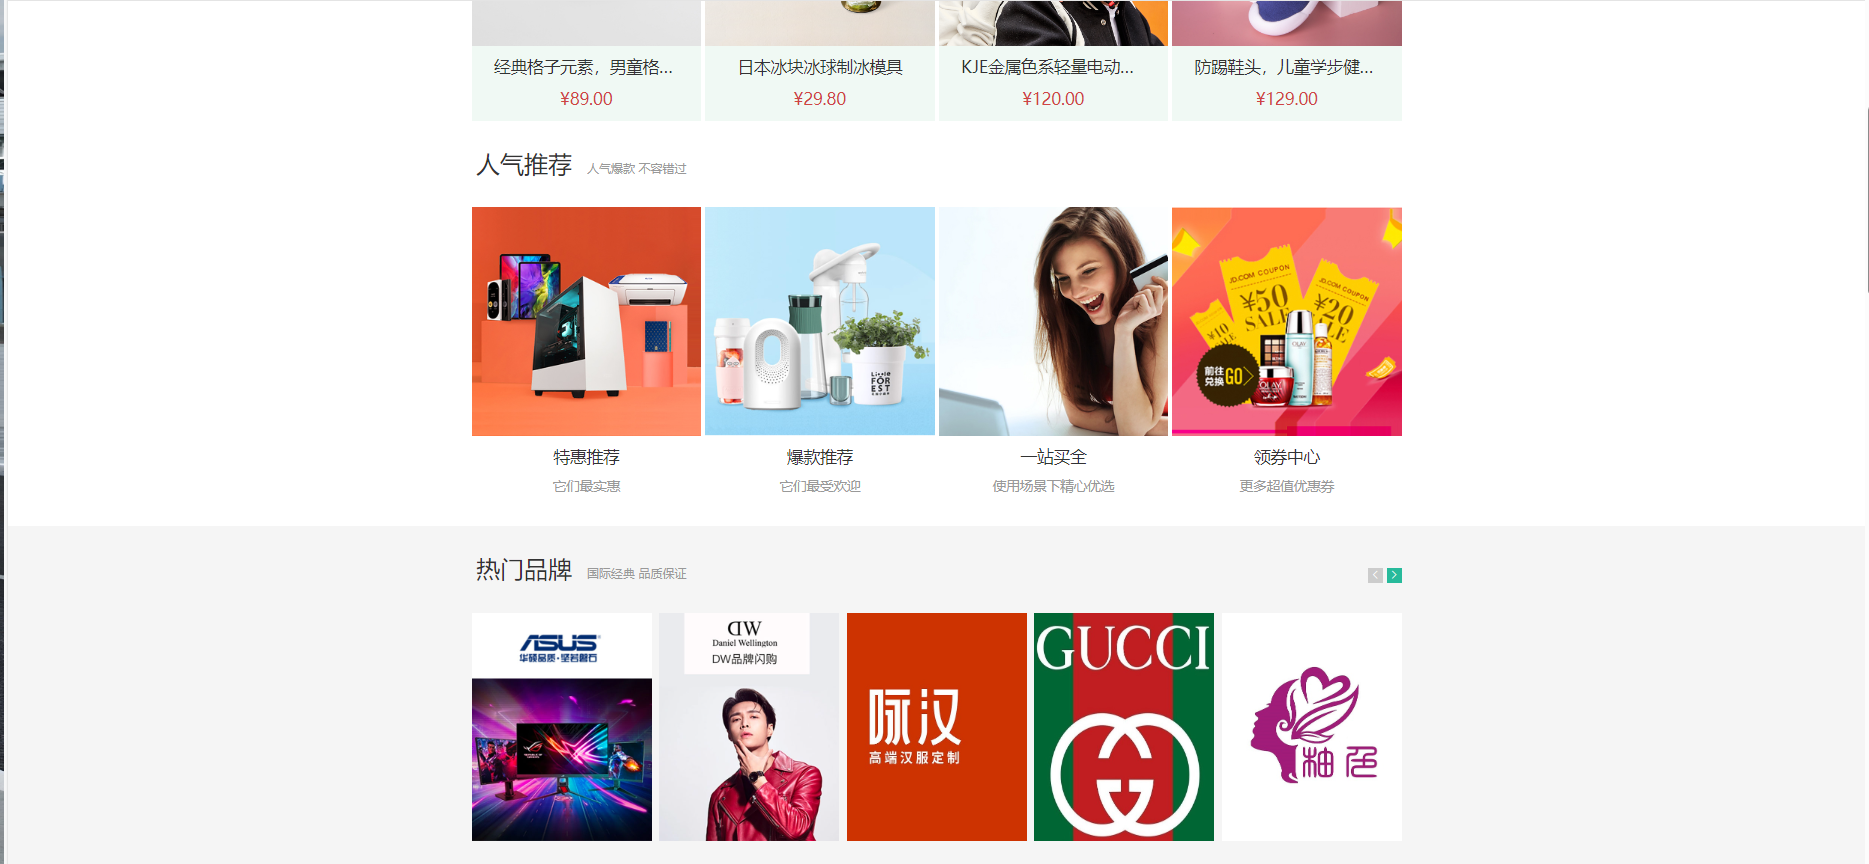 经典格子元素，男童格...
¥89.00
日本冰块冰球制冰模具
¥29.80
KJE金属色系轻量电动...
¥120.00
防踢鞋头，儿童学步健...
¥129.00
人气推荐
人气爆款 不容错过
Little
FOR
EST
JD.COM COUPON
¥50
SALE
JD.COM COUPON
¥20
SALE
¥10
SALE
前往
兑换
GO
OLAY
OLAY
特惠推荐
它们最实惠
爆款推荐
它们最受欢迎
一站买全
使用场景下精心优选
领券中心
更多超值优惠券
热门品牌
国际经典 品质保证
ASUS
华硕品质·坚若磐石
DW
Daniel Wellington
DW品牌闪购
高端汉服定制
GUCCI
柚色